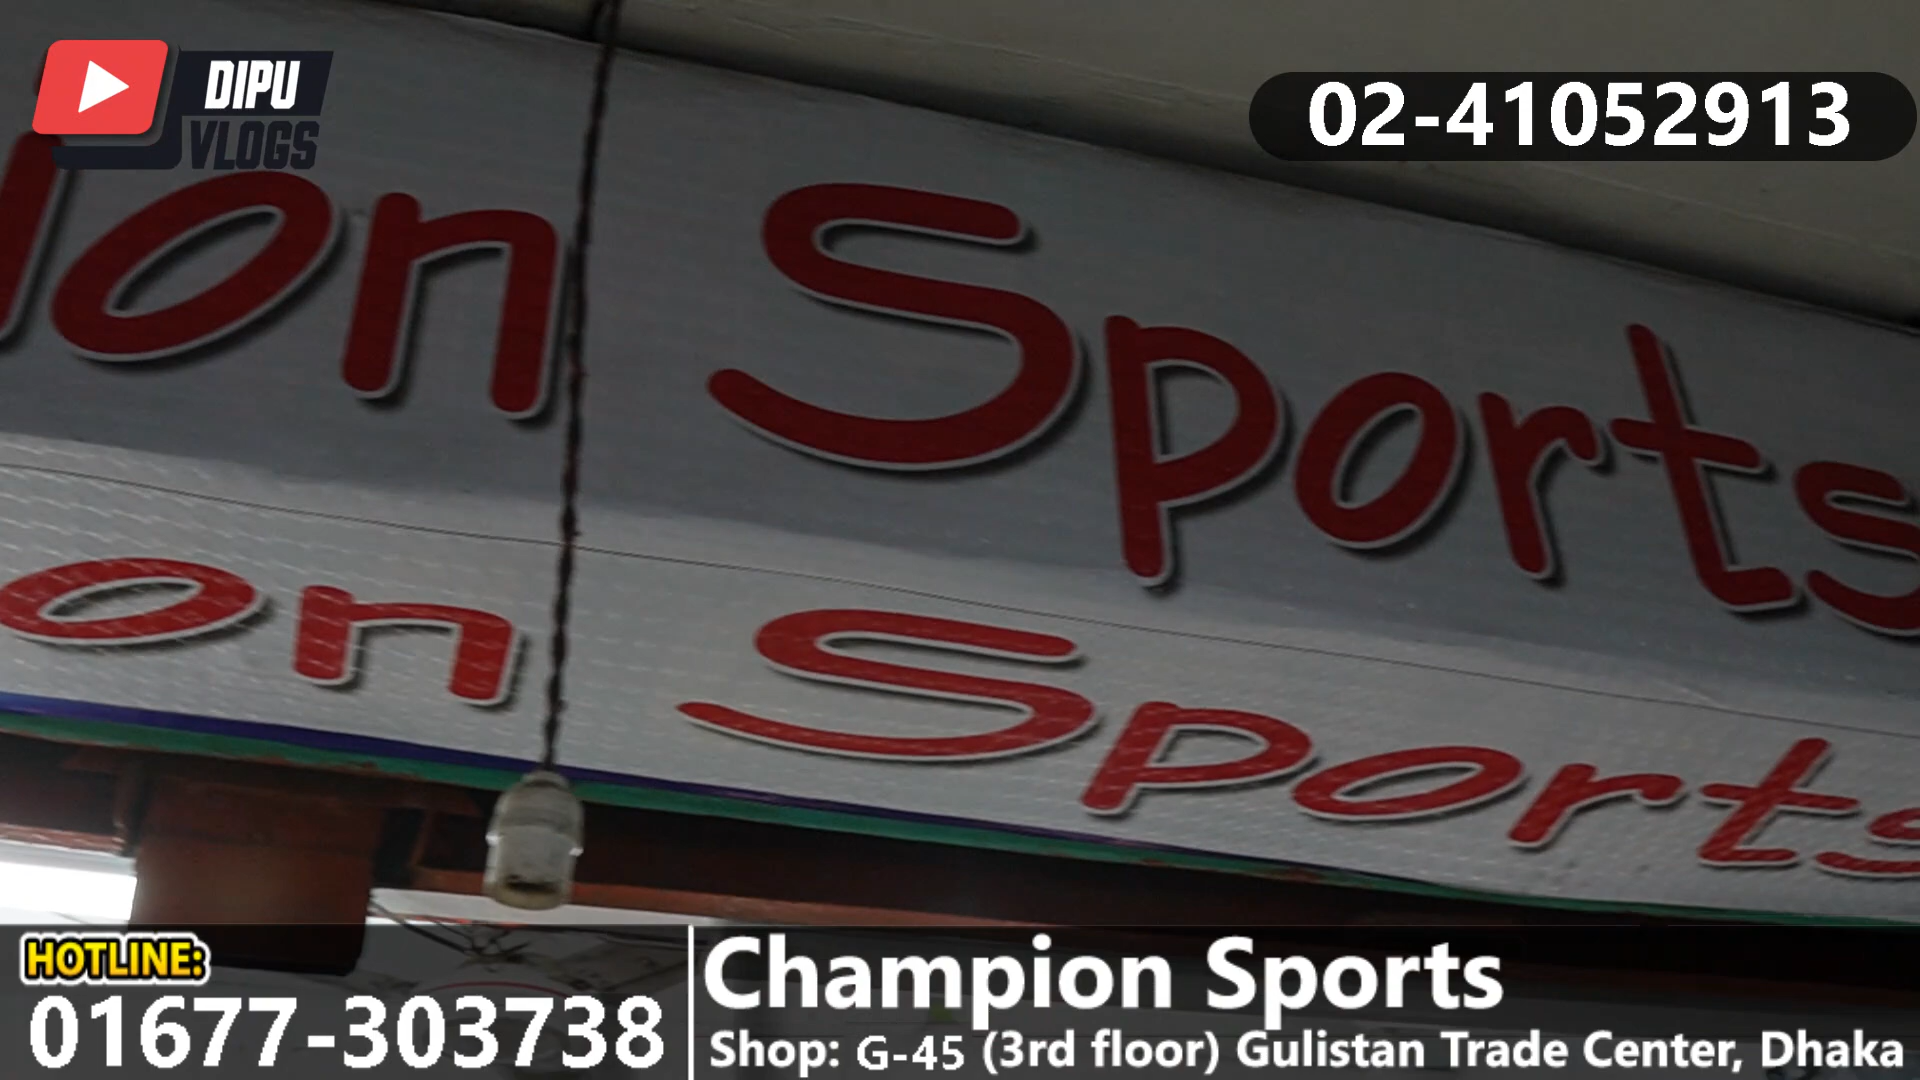 DIPU
VLOGS
02-41052913
ion Sports
on Sports
HOTLINE:
01677-303738
Champion Sports
Shop: G-45 (3rd floor) Gulistan Trade Center, Dhaka